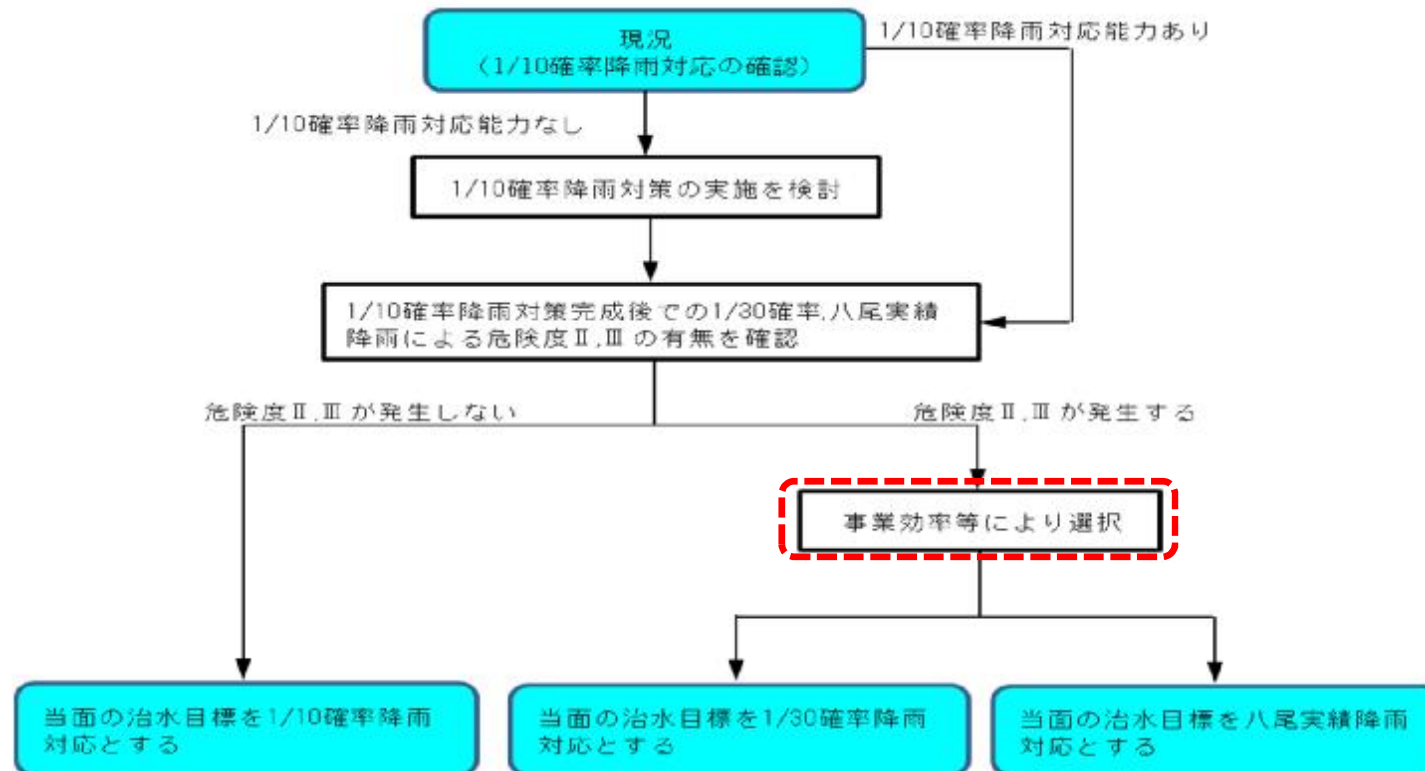 現況
（1/10確率降雨対応の確認）
1/10確率降雨対応能力あり
1/10確率降雨対応能力なし
1/10確率降雨対策の実施を検討
1/10確率降雨対策完成後での1/30確率,八尾実績
降雨による危険度Ⅱ,Ⅲの有無を確認
危険度Ⅱ,Ⅲが発生しない
危険度Ⅱ,Ⅲが発生する
事業効率等により選択
当面の治水目標を1/10確率降雨
対応とする
当面の治水目標を1/30確率降雨
対応とする
当面の治水目標を八尾実績降雨
対応とする